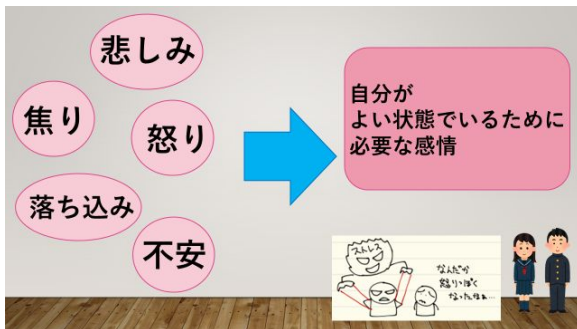 悲しみ
焦り
怒り
落ち込み
不安
自分が
よい状態でいるために
必要な感情
ストレス
なんだか
怒りっぽく
なったなぁ…